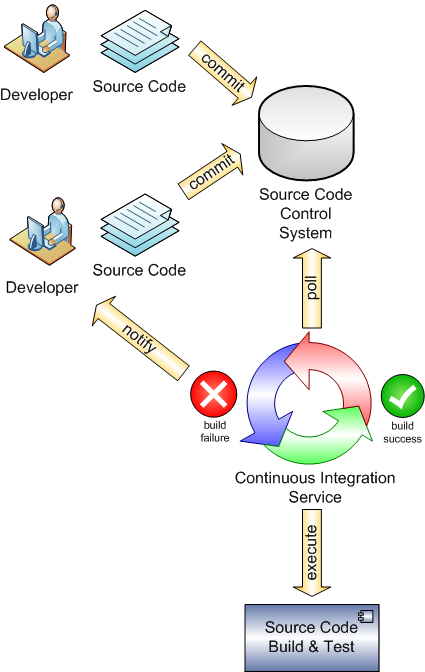 Developer
Source Code
commit
commit
Source Code
Control
System
Developer
Source Code
poll
notify
build
failure
build
success
Continuous Integration
Service
execute
Source Code
Build & Test